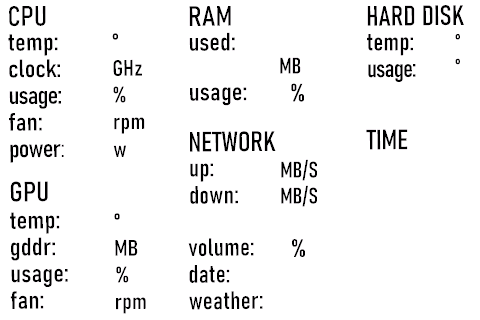 CPU
temp: °
clock: GHz
usage: %
fan: rpm
power: w
GPU
temp: °
gddr: MB
usage: %
fan: rpm
RAM
used:
MB
usage: %
NETWORK
up: MB/S
down: MB/S
volume: %
date:
weather:
HARD DISK
temp: °
usage: °
TIME